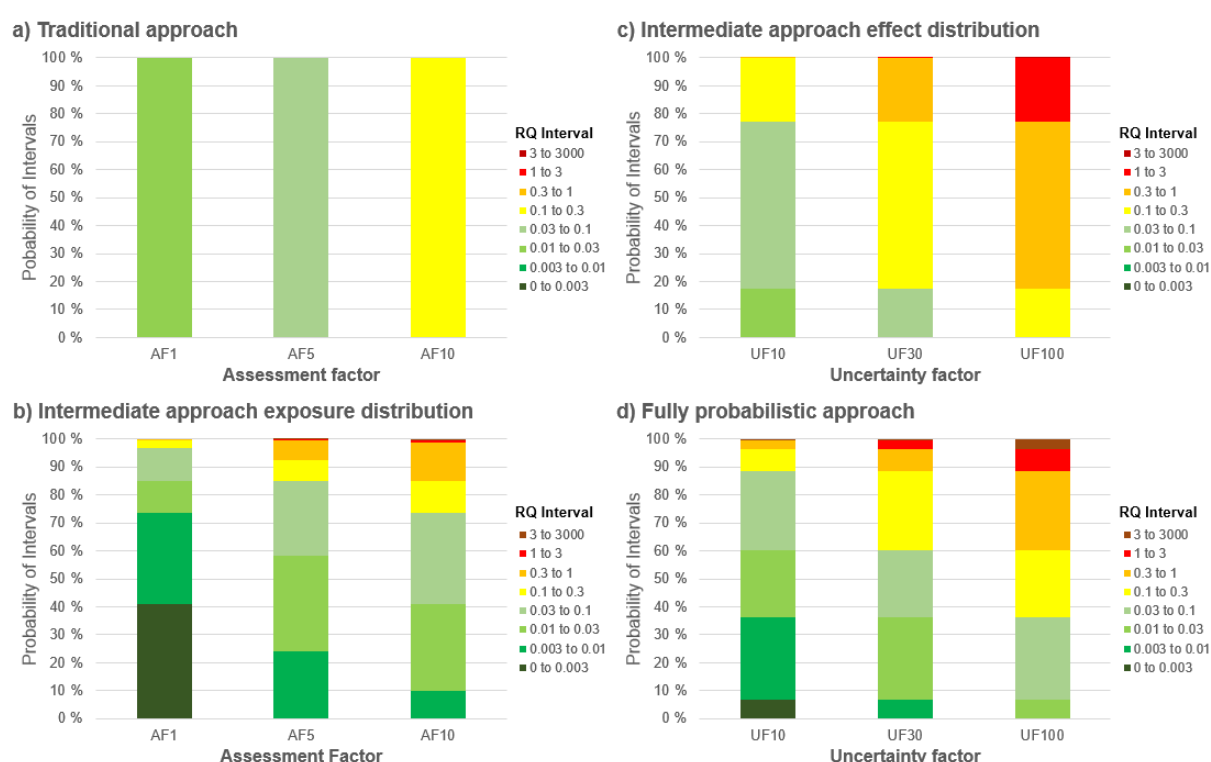 a) Traditional approach
100 %
90 %
80 %
70 %
60 %
50 %
40 %
30 %
20 %
10 %
0 %
Pobability of Intervals
AF1
AF5
AF10
Assessment factor
RQ Interval
3 to 3000
1 to 3
0.3 to 1
0.1 to 0.3
0.03 to 0.1
0.01 to 0.03
0.003 to 0.01
0 to 0.003
c) Intermediate approach effect distribution
100 %
90 %
80 %
70 %
60 %
50 %
40 %
30 %
20 %
10 %
0 %
Probability of Intervals
UF10
UF30
UF100
Uncertainty factor
RQ Interval
3 to 3000
1 to 3
0.3 to 1
0.1 to 0.3
0.03 to 0.1
0.01 to 0.03
0.003 to 0.01
0 to 0.003
b) Intermediate approach exposure distribution
100 %
90 %
80 %
70 %
60 %
50 %
40 %
30 %
20 %
10 %
0 %
Probability of Intervals
AF1
AF5
AF10
Assessment Factor
RQ Interval
3 to 3000
1 to 3
0.3 to 1
0.1 to 0.3
0.03 to 0.1
0.01 to 0.03
0.003 to 0.01
0 to 0.003
d) Fully probabilistic approach
100 %
90 %
80 %
70 %
60 %
50 %
40 %
30 %
20 %
10 %
0 %
Probability of Intervals
UF10
UF30
UF100
Uncertainty factor
RQ Interval
3 to 3000
1 to 3
0.3 to 1
0.1 to 0.3
0.03 to 0.1
0.01 to 0.03
0.003 to 0.01
0 to 0.003